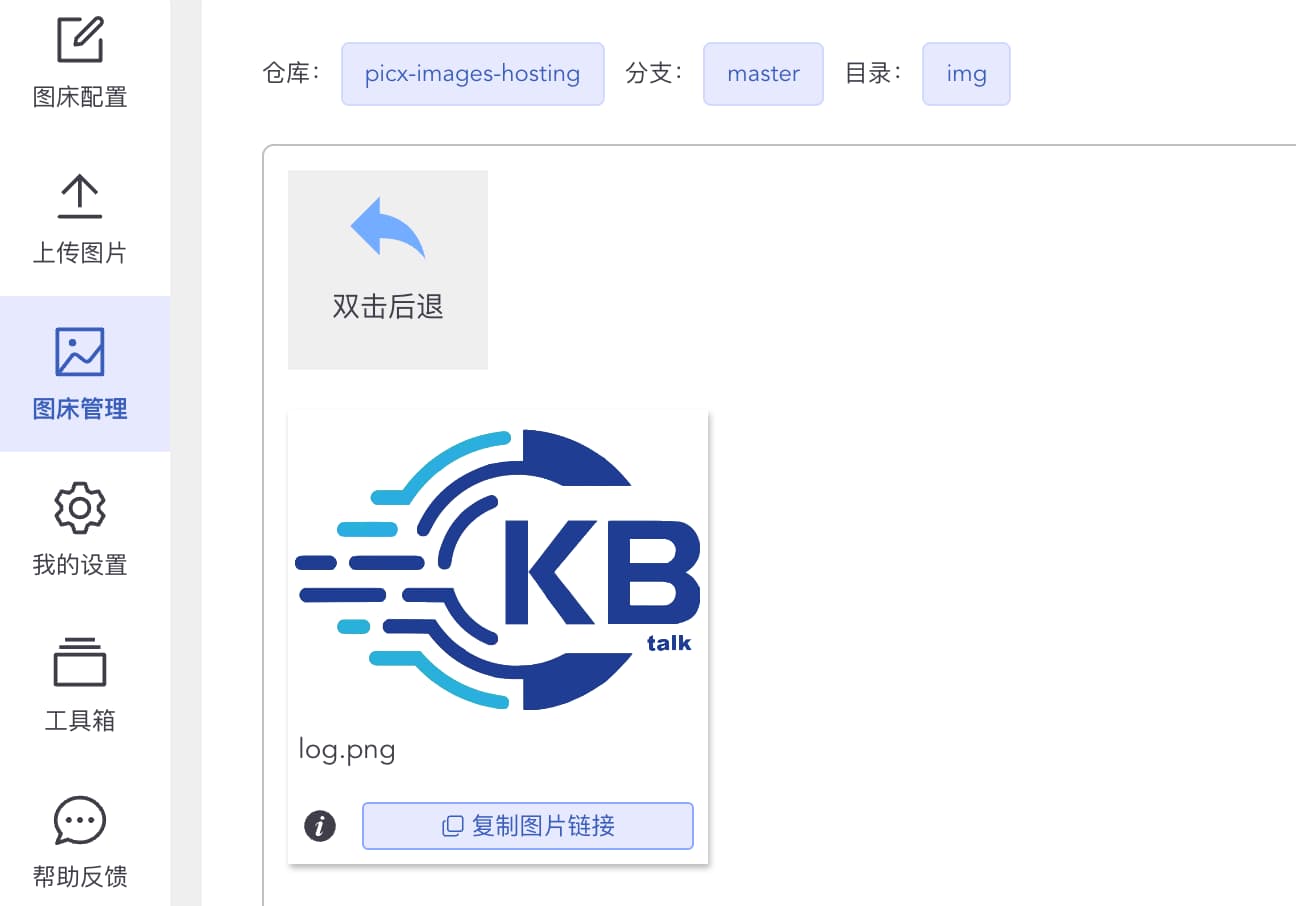 图床配置
上传图片
图床管理
我的设置
工具箱
帮助反馈
仓库： picx-images-hosting 分支： master 目录： img
双击后退
KB
talk
log.png
i 复制图片链接